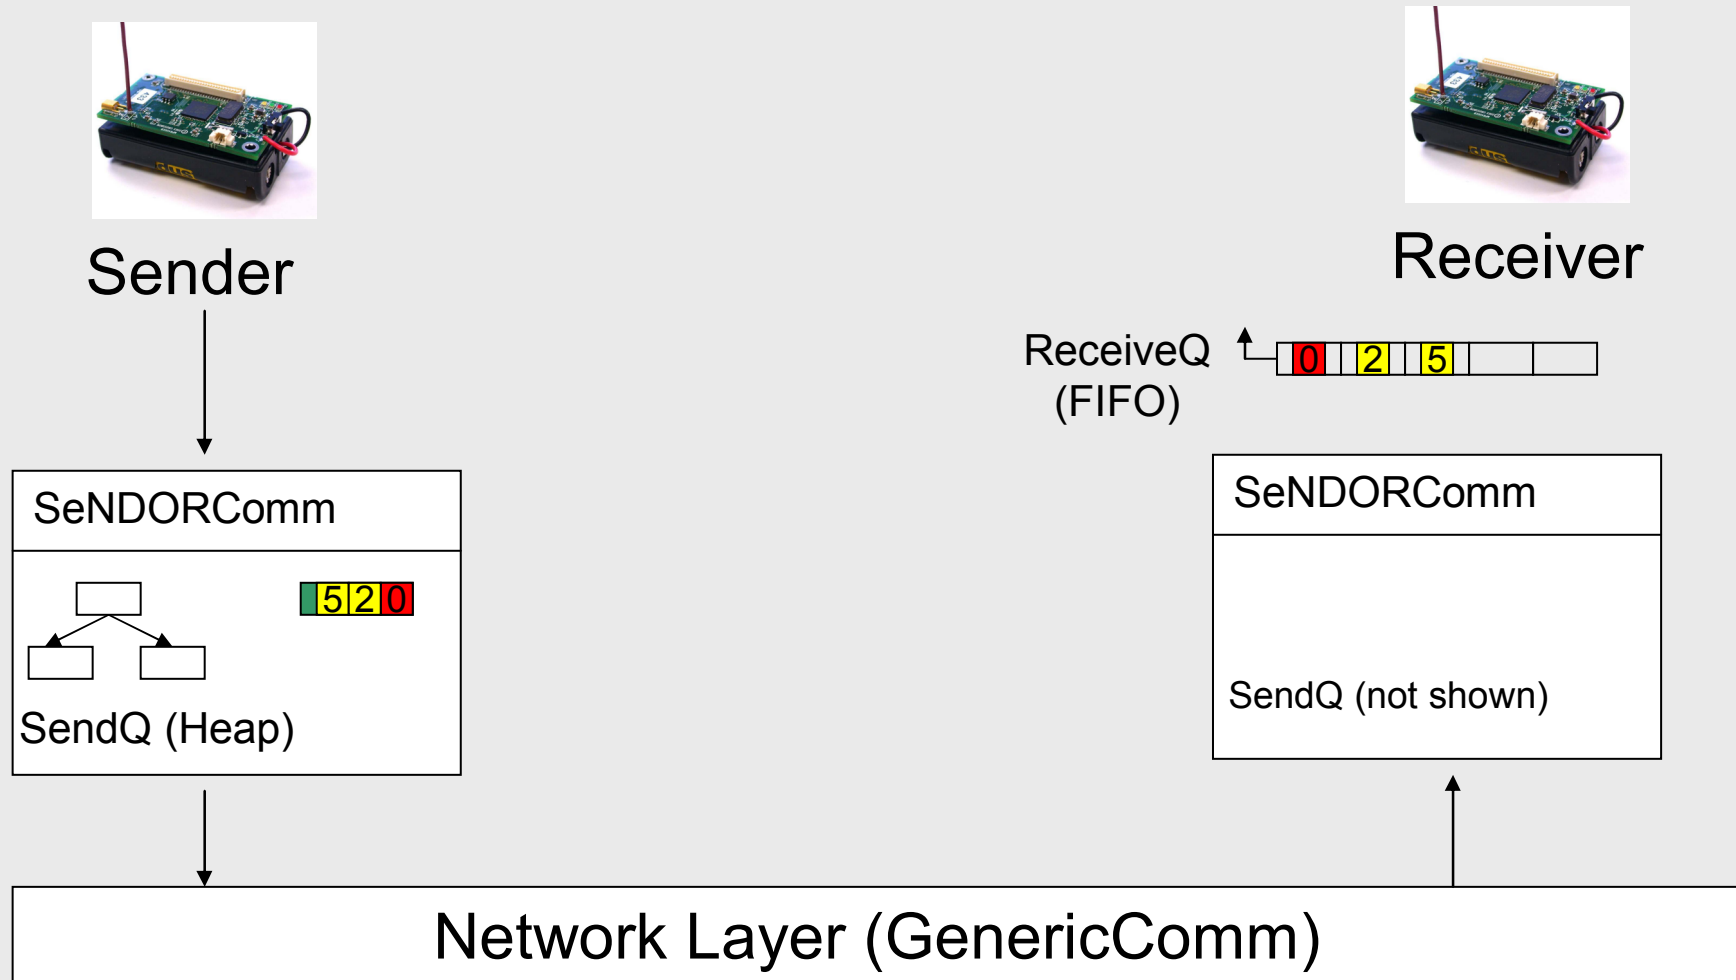 Sender
Receiver
ReceiveQ
(FIFO)
0 2 5
SeNDORComm
5 2 0
SendQ (Heap)
SeNDORComm
SendQ (not shown)
Network Layer (GenericComm)